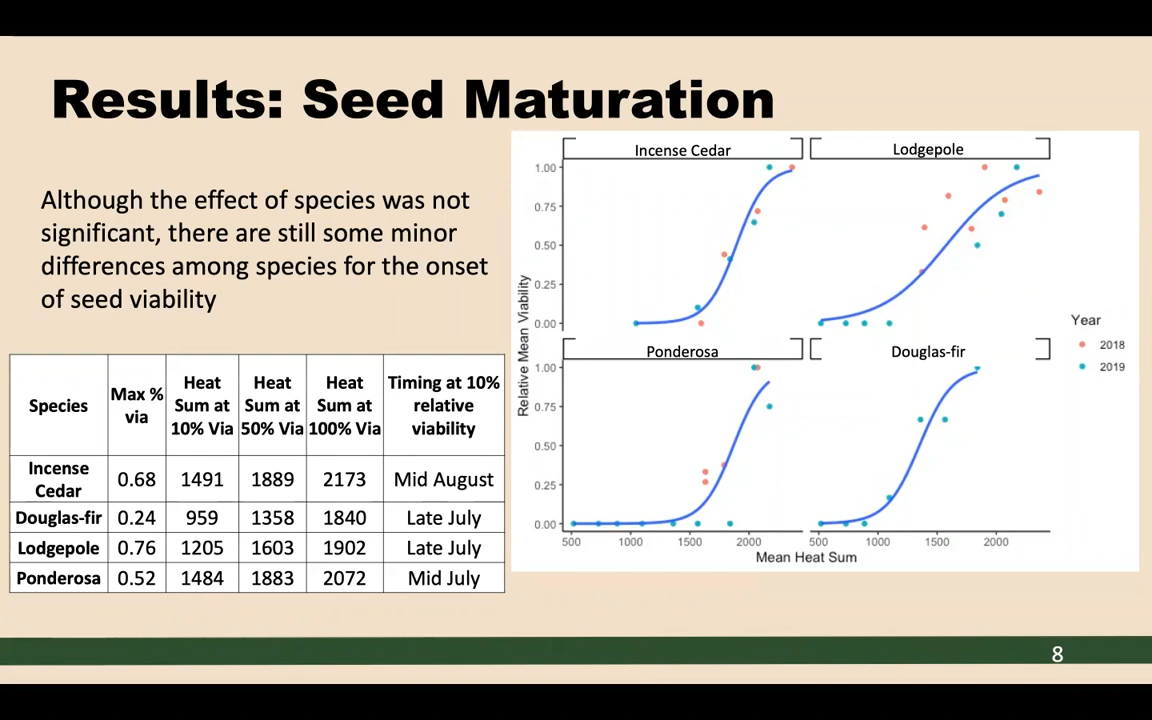 Results: Seed Maturation
Although the effect of species was not
significant, there are still some minor
differences among species for the onset
of seed viability
Species
Max %
via
Heat
Sum at
10% Via
Heat
Sum at
50% Via
Heat
Sum at
100% Via
Timing at 10%
relative
viability
Incense
Cedar
0.68 1491 1889 2173 Mid August
Douglas-fir 0.24 959 1358 1840 Late July
Lodgepole 0.76 1205 1603 1902 Late July
Ponderosa 0.52 1484 1883 2072 Mid July
Incense Cedar
Lodgepole
1.00
0.75
0.50
0.25
0.00
Ponderosa
Douglas-fir
1.00
0.75
0.50
0.25
0.00
500 1000 1500 2000
500 1000 1500 2000
Mean Heat Sum
Relative Mean Viability
Year
2018
2019
8